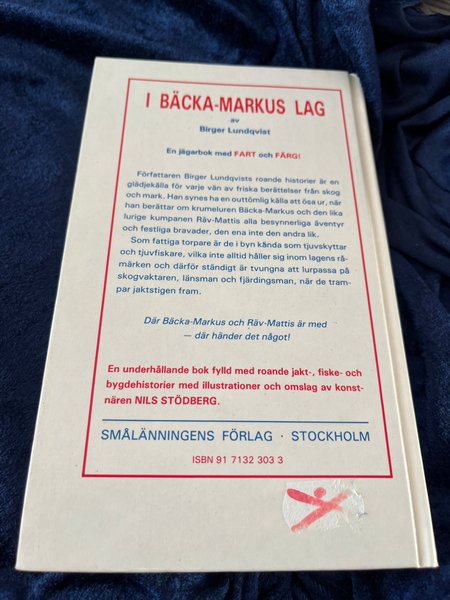 I BÄCKA-MARKUS LAG
av
Birger Lundqvist
En jägarbok med FART och FÄRG!
Författaren Birger Lundqvists roande historier är en
glädjekälla för varje vän av friska berättelser från skog
och mark. Han synes ha en outtömlig källa att ösa ur, när
han berättar om krumeluren Bäcka-Markus och den lika
lurige kumpanen Räv-Mattis alla besynnerliga äventyr
och festliga bravader, den ena inte den andra lik.
Som fattiga torpare är de i byn kända som tjuvskyttar
och tjuvfiskare, vilka inte alltid håller sig inom lagens rå-
märken och därför ständigt är tvungna att lurpassa på
skogvaktaren, länsman och fjärdingsman, när de tram-
par jaktstigen fram.
Där Bäcka-Markus och Räv-Mattis är med
— där händer det något!
En underhållande bok fylld med roande jakt-, fiske- och
bygdehistorier med illustrationer och omslag av konst-
nären NILS STÖDBERG.
SMÅLÄNNINGENS FÖRLAG · STOCKHOLM
ISBN 91 7132 303 3